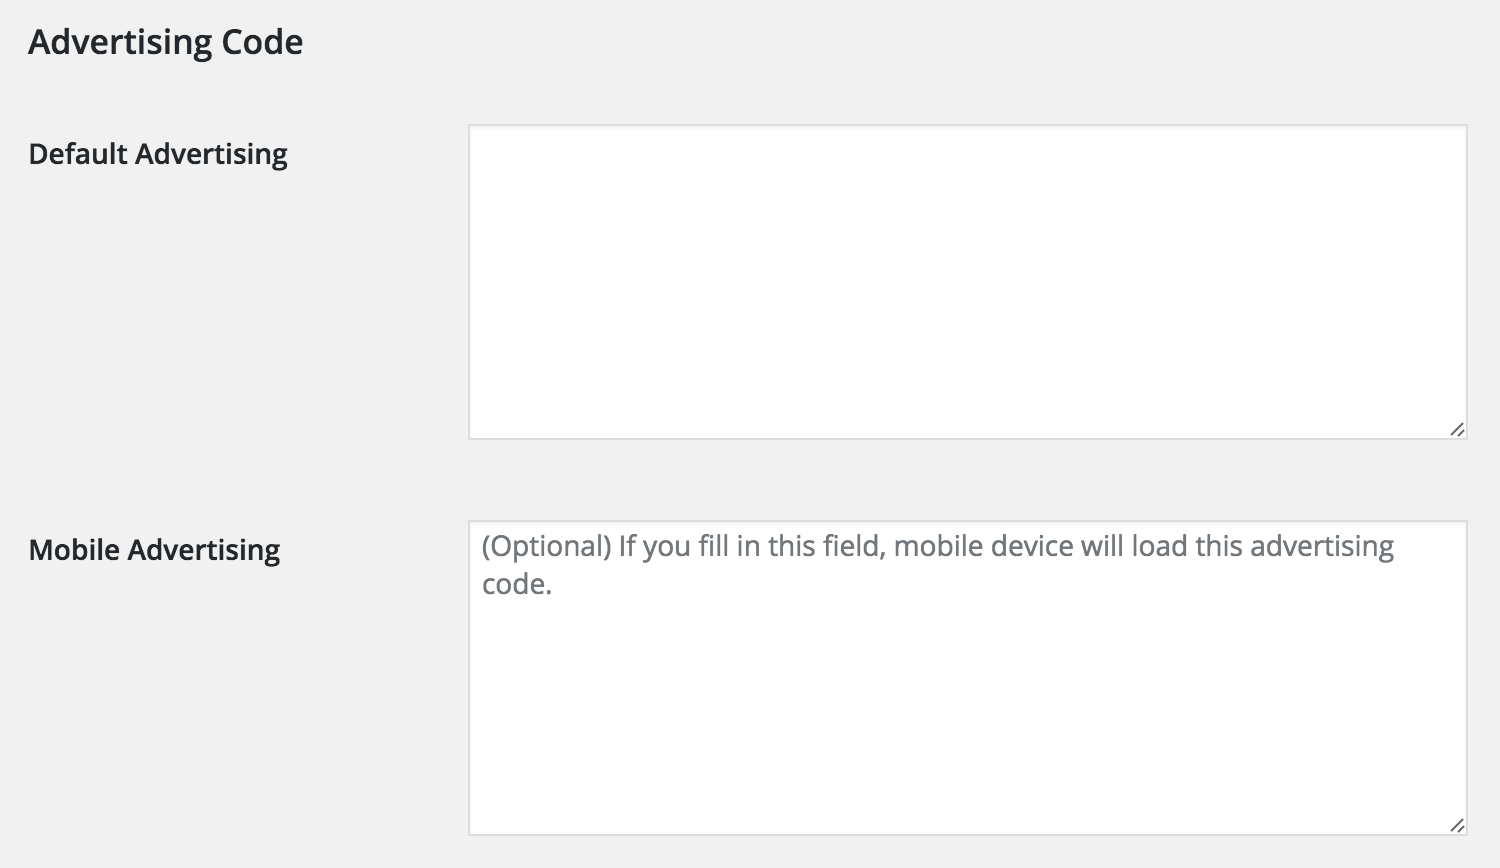 Advertising Code
Default Advertising
Mobile Advertising
(Optional) If you fill in this field, mobile device will load this advertising
code.